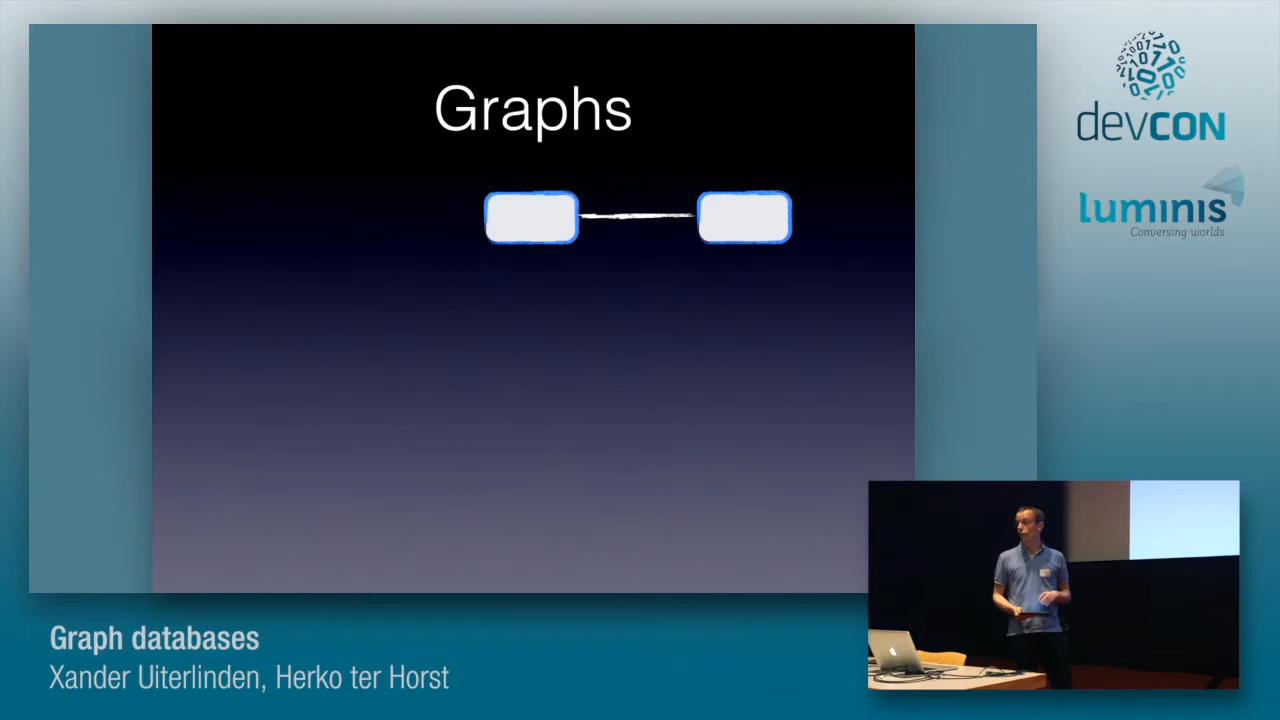 Graphs
devCON
luminis
Conversing worlds
Graph databases
Xander Uiterlinden, Herko ter Horst